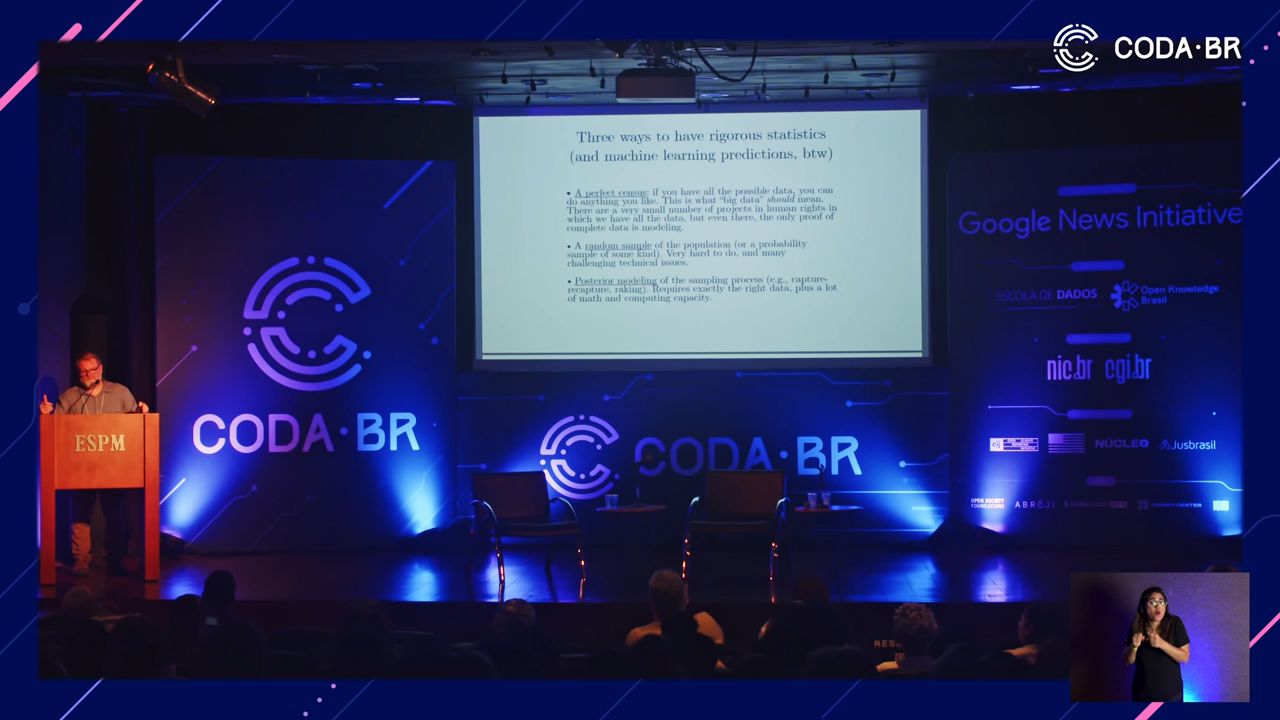 CODA·BR
Three ways to have rigorous statistics
(and machine learning predictions, btw)
▪ A perfect census: if you have all the possible data, you can
do anything you like. This is what "big data" should mean.
There are a very small number of projects in human rights in
which we have all the data, but even there, the only proof of
complete data is modeling.
▪ A random sample of the population (or a probability
sample of some kind). Very hard to do, and many
challenging technical issues.
▪ Posterior modeling of the sampling process (e.g., capture-
recapture, raking). Requires exactly the right data, plus a lot
of math and computing capacity.
Google News Initiative
ESCOLA DE DADOS
Open Knowledge
Brasil
nic.br cgi.br
NÚCLEO
Jusbrasil
OPEN SOCIETY
FOUNDATIONS
ABRAJI
CODA·BR
CODA·BR
ESPM